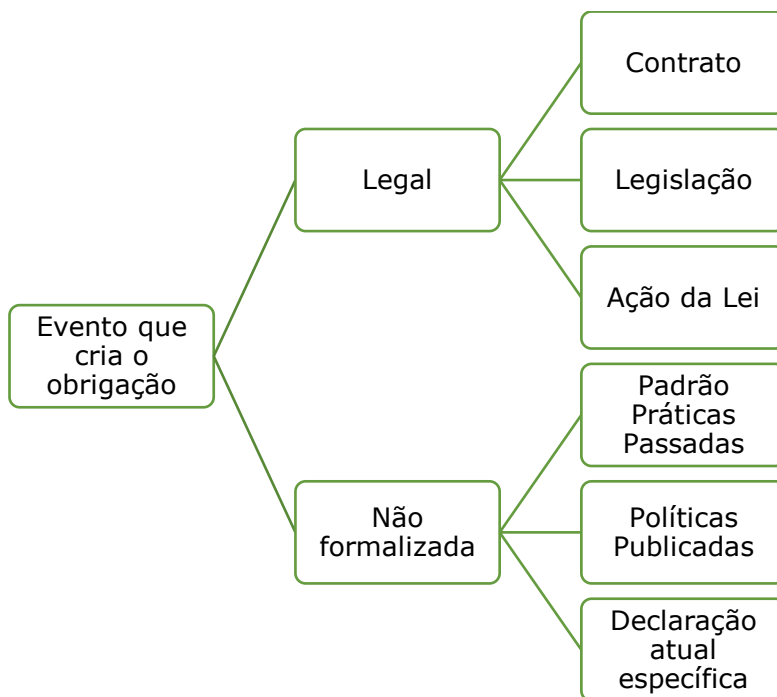 Evento que
cria o
obrigação
Legal
Contrato
Legislação
Ação da Lei
Não
formalizada
Padrão
Práticas
Passadas
Políticas
Publicadas
Declaração
atual
específica